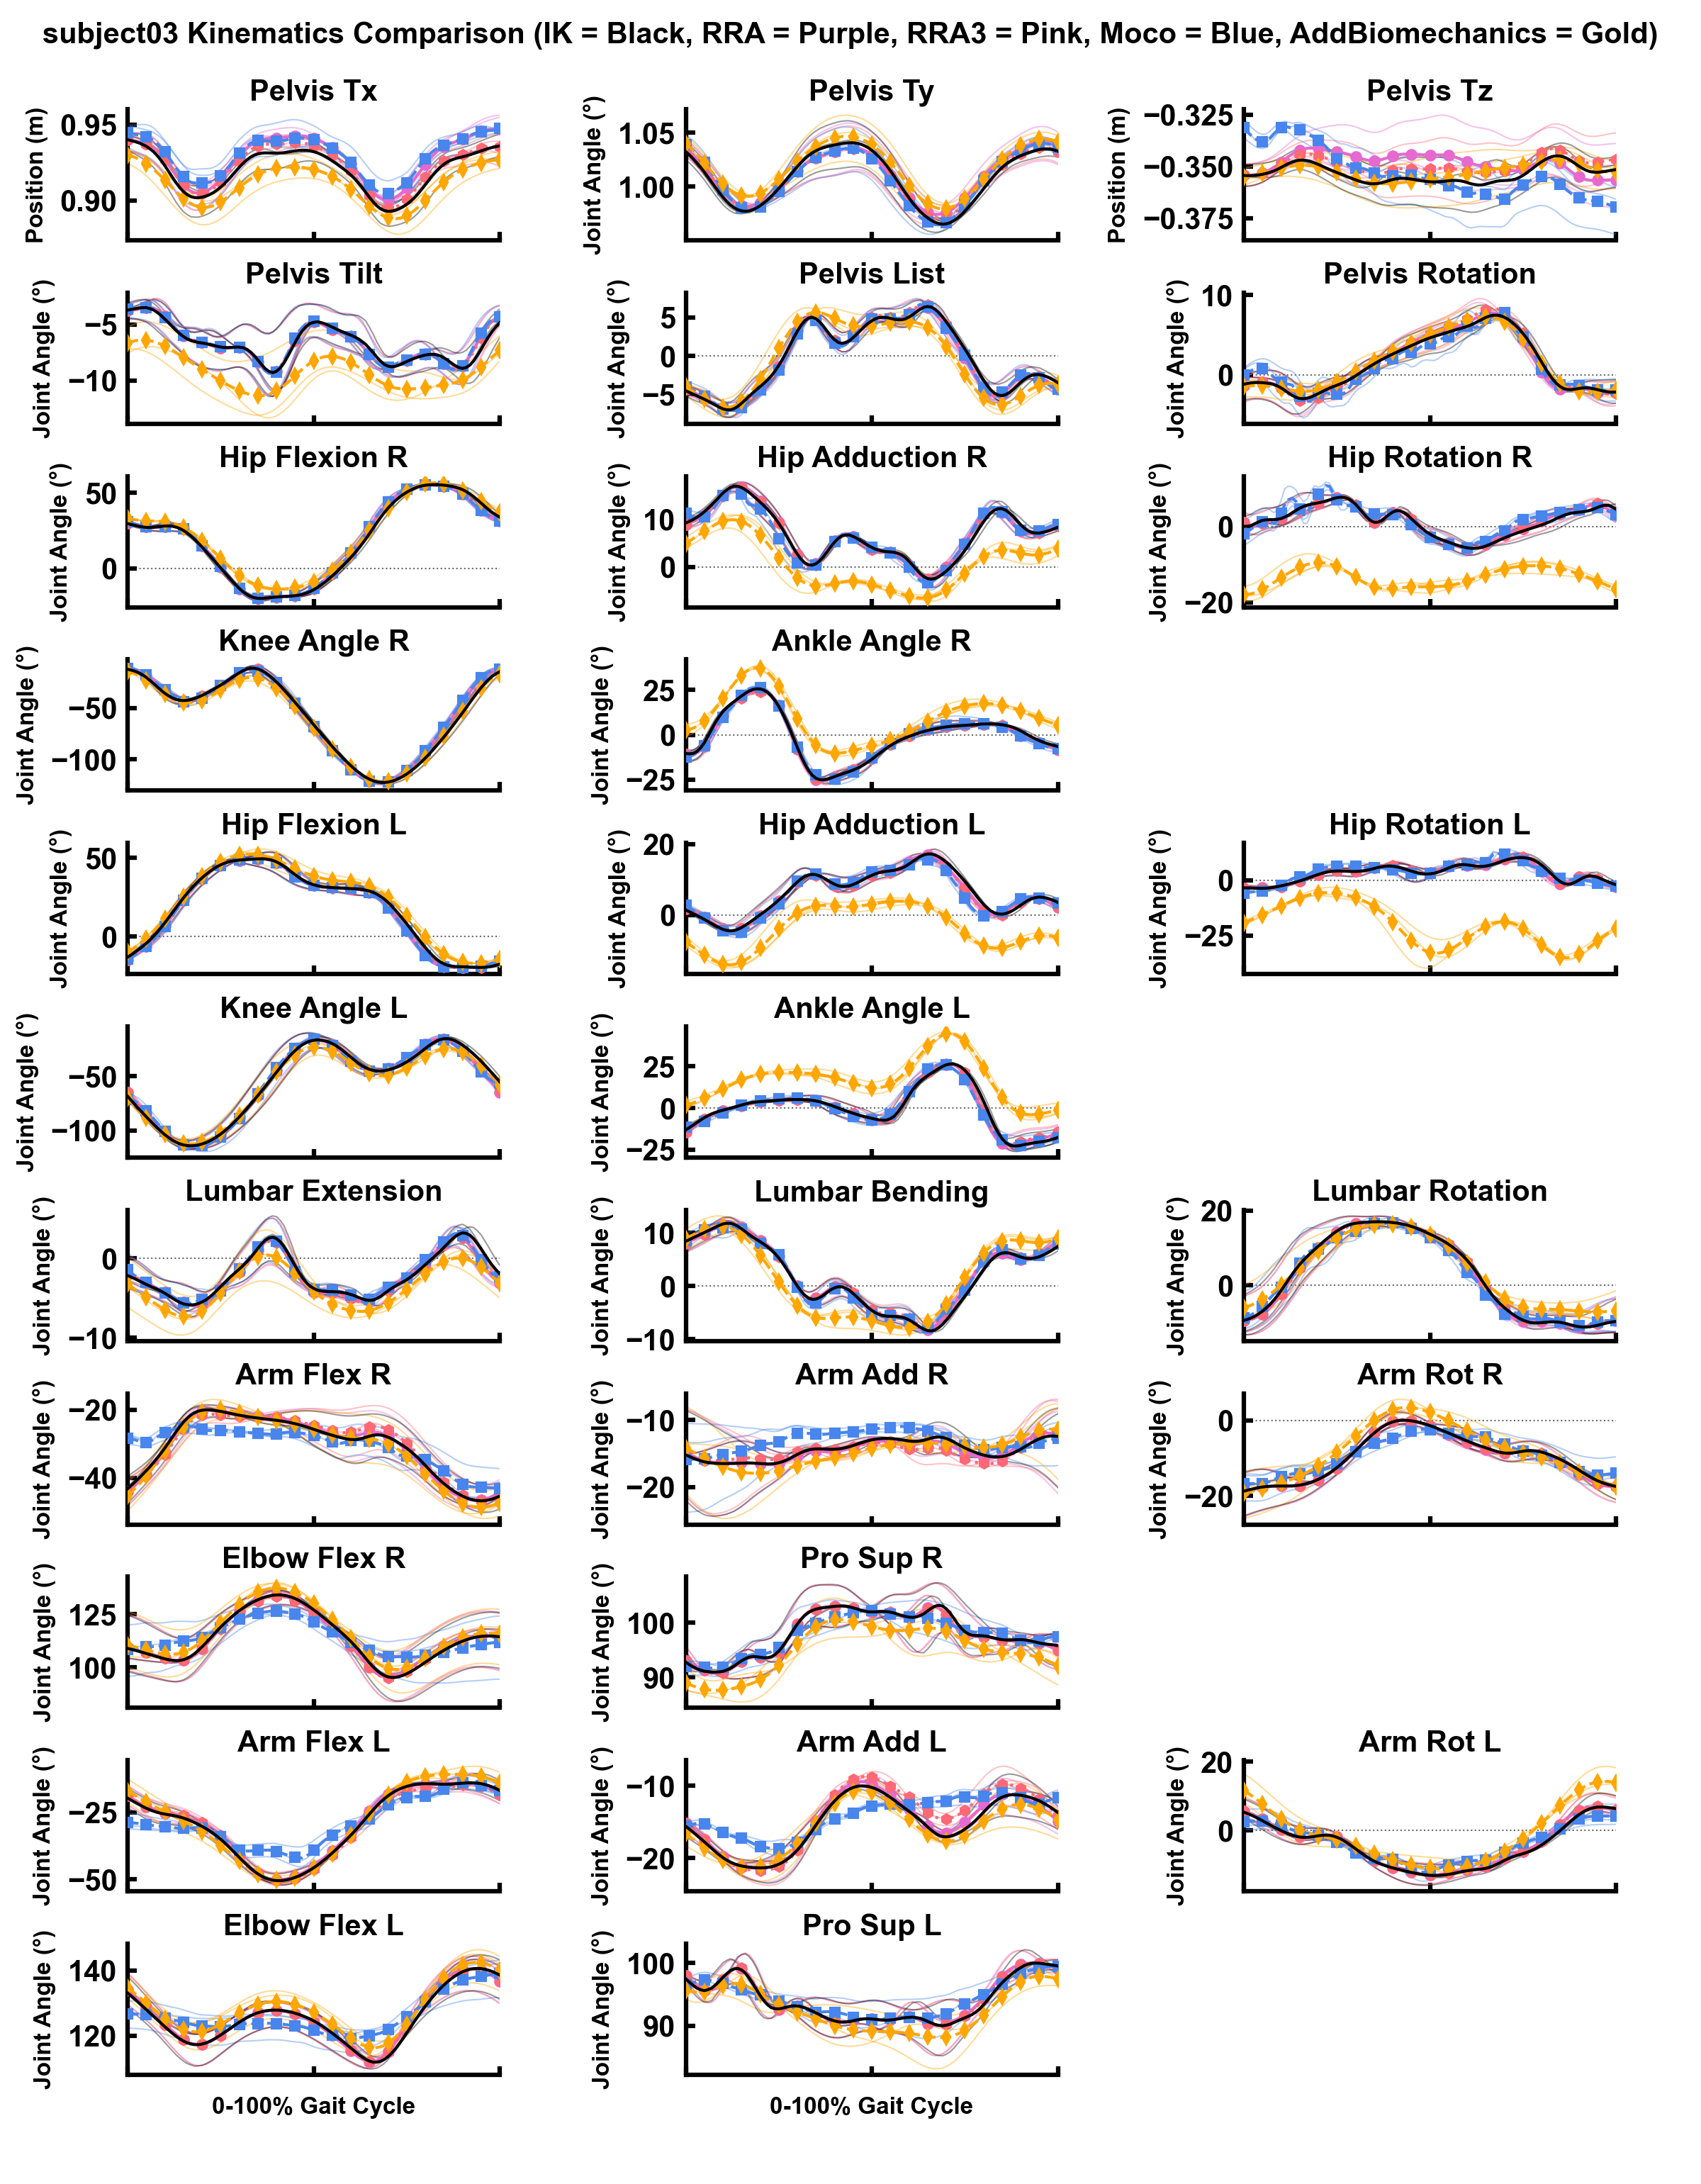 subject03 Kinematics Comparison (IK = Black, RRA = Purple, RRA3 = Pink, Moco = Blue, AddBiomechanics = Gold)
Pelvis Tx
Position (m)
0.95
0.90
Pelvis Ty
Joint Angle (°)
1.05
1.00
Pelvis Tz
Position (m)
−0.325
−0.350
−0.375
Pelvis Tilt
Joint Angle (°)
−5
−10
Pelvis List
Joint Angle (°)
5
0
−5
Pelvis Rotation
Joint Angle (°)
10
0
Hip Flexion R
Joint Angle (°)
50
0
Hip Adduction R
Joint Angle (°)
10
0
Hip Rotation R
Joint Angle (°)
0
−20
Knee Angle R
Joint Angle (°)
−50
−100
Ankle Angle R
Joint Angle (°)
25
0
−25
Hip Flexion L
Joint Angle (°)
50
0
Hip Adduction L
Joint Angle (°)
20
0
Hip Rotation L
Joint Angle (°)
0
−25
Knee Angle L
Joint Angle (°)
−50
−100
Ankle Angle L
Joint Angle (°)
25
0
−25
Lumbar Extension
Joint Angle (°)
0
−10
Lumbar Bending
Joint Angle (°)
10
0
−10
Lumbar Rotation
Joint Angle (°)
20
0
Arm Flex R
Joint Angle (°)
−20
−40
Arm Add R
Joint Angle (°)
−10
−20
Arm Rot R
Joint Angle (°)
0
−20
Elbow Flex R
Joint Angle (°)
125
100
Pro Sup R
Joint Angle (°)
100
90
Arm Flex L
Joint Angle (°)
−25
−50
Arm Add L
Joint Angle (°)
−10
−20
Arm Rot L
Joint Angle (°)
20
0
Elbow Flex L
Joint Angle (°)
140
120
0-100% Gait Cycle
Pro Sup L
Joint Angle (°)
100
90
0-100% Gait Cycle